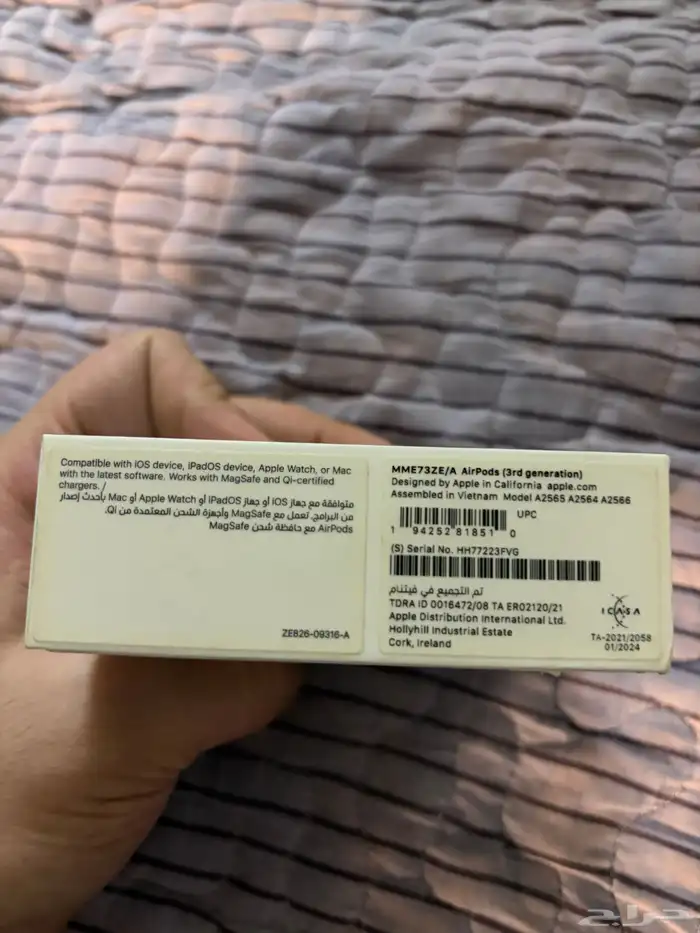 Compatible with iOS device, iPadOS device, Apple Watch, or Mac
with the latest software. Works with MagSafe and Qi-certified
chargers. /
متوافقة مع جهاز iOS أو جهاز iPadOS أو Apple Watch أو Mac بأحدث إصدار
من البرامج. تعمل مع MagSafe وأجهزة الشحن المعتمدة من Qi.
AirPods مع حافظة شحن MagSafe
ZE826-09316-A
MME73ZE/A AirPods (3rd generation)
Designed by Apple in California apple.com
Assembled in Vietnam Model A2565 A2564 A2566
UPC
1 94252 81851 0
(S) Serial No. HH77223FVG
تم التجميع في فيتنام
TDRA ID 0016472/08 TA ER02120/21
Apple Distribution International Ltd.
Hollyhill Industrial Estate
Cork, Ireland
ICASA
TA-2021/2058
01/2024
حراج